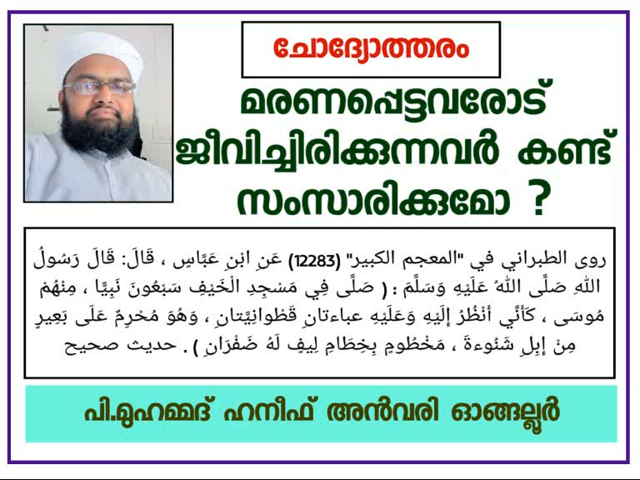 ചോദ്യോത്തരം
മരണപ്പെട്ടവരോട്
ജീവിച്ചിരിക്കുന്നവർ കണ്ട്
സംസാരിക്കുമോ ?
روى الطبراني في "المعجم الكبير" (12283) عَنِ ابْنِ عَبَّاسٍ ، قَالَ: قَالَ رَسُولُ
اللَّهِ صَلَّى اللَّهُ عَلَيْهِ وَسَلَّمَ : ( صَلَّى فِي مَسْجِدِ الْخَيْفِ سَبْعُونَ نَبِيًّا ، مِنْهُمْ
مُوسَى ، كَأَنِّي أَنْظُرُ إِلَيْهِ وَعَلَيْهِ عباءتانِ قَطْوانِيَّتانِ ، وَهُوَ مُحْرِمٌ عَلَى بَعِيرٍ
مِنْ إِبِلِ شَنُوءَةَ ، مَخْطُومٍ بِخِطَامِ لِيفٍ لَهُ ضَفْرَانِ ) . حديث صحيح
പി.മുഹമ്മദ് ഹനീഫ് അൻവരി ഓങ്ങല്ലൂർ